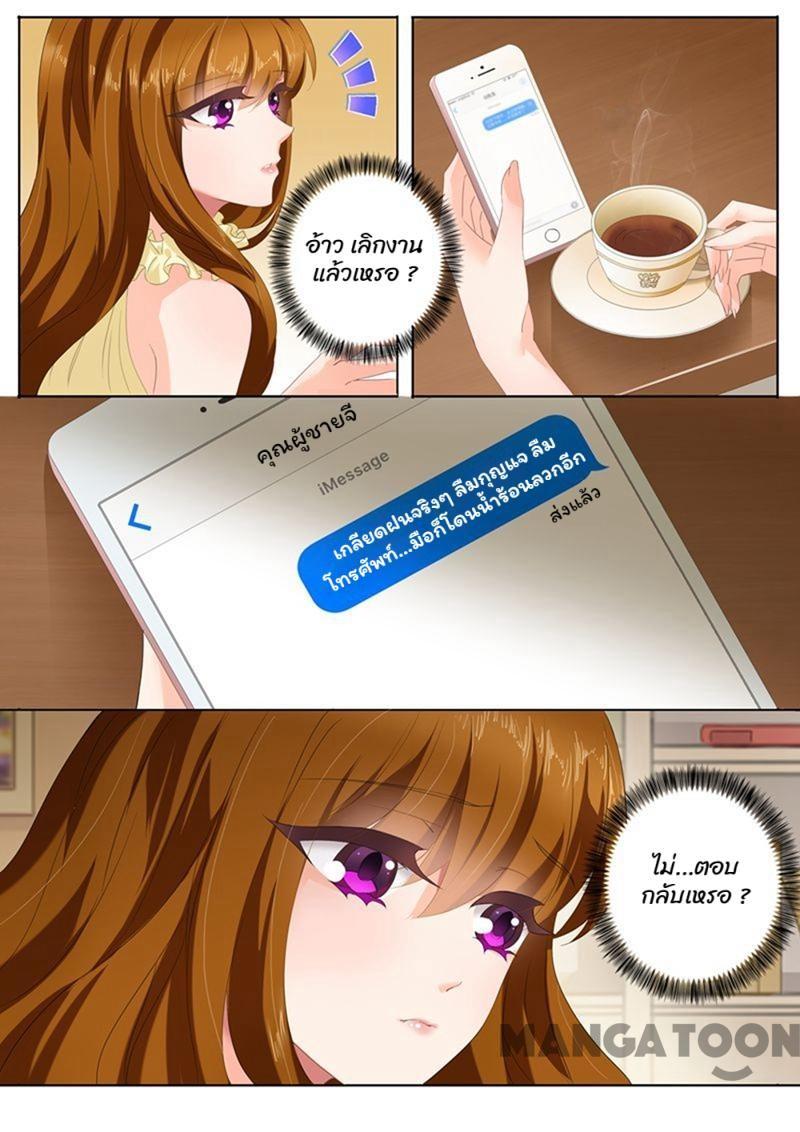 อ้าว เลิกงาน
แล้วเหรอ ?
คุณผู้ชายจี
iMessage
เกลียดฝนจริงๆ ลืมกุญแจ ลืม
โทรศัพท์...มือก็โดนน้ำร้อนลวกอีก
ส่งแล้ว
ไม่...ตอบ
กลับเหรอ ?
MANGATOON